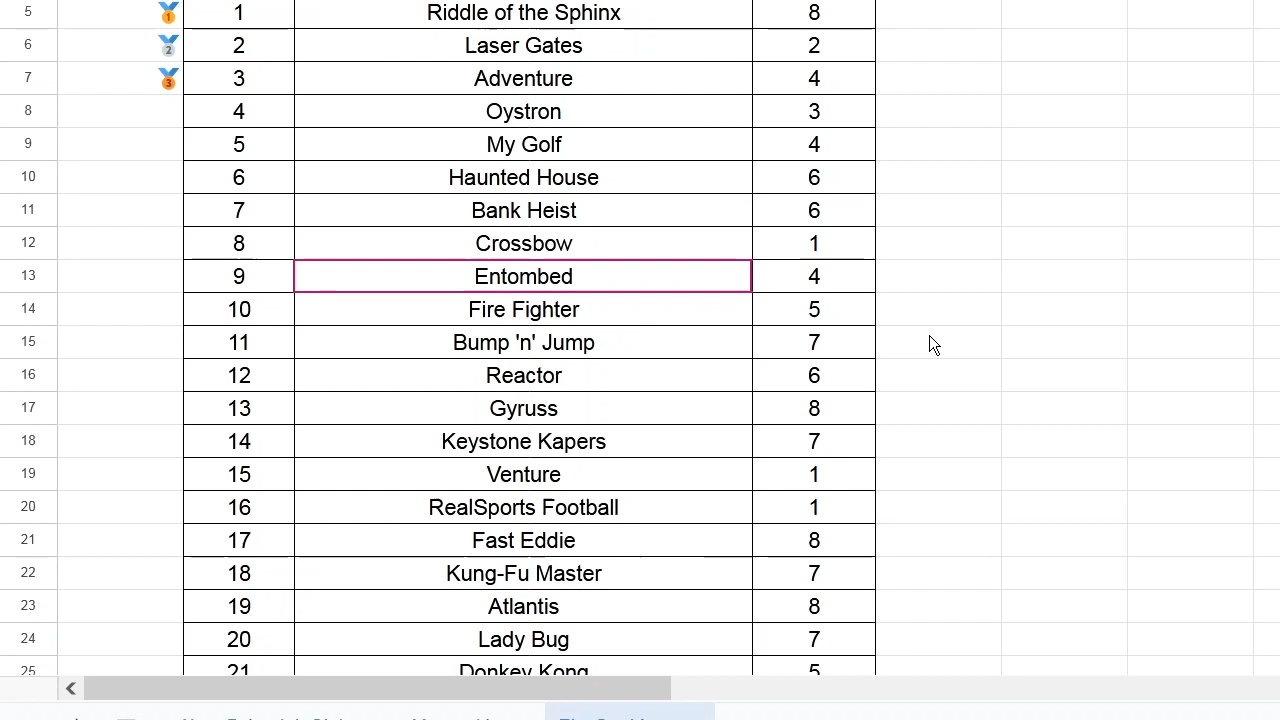 5 1 1 Riddle of the Sphinx 8
6 2 2 Laser Gates 2
7 3 3 Adventure 4
8 4 Oystron 3
9 5 My Golf 4
10 6 Haunted House 6
11 7 Bank Heist 6
12 8 Crossbow 1
13 9 Entombed 4
14 10 Fire Fighter 5
15 11 Bump 'n' Jump 7
16 12 Reactor 6
17 13 Gyruss 8
18 14 Keystone Kapers 7
19 15 Venture 1
20 16 RealSports Football 1
21 17 Fast Eddie 8
22 18 Kung-Fu Master 7
23 19 Atlantis 8
24 20 Lady Bug 7
25 21 Donkey Kong 5